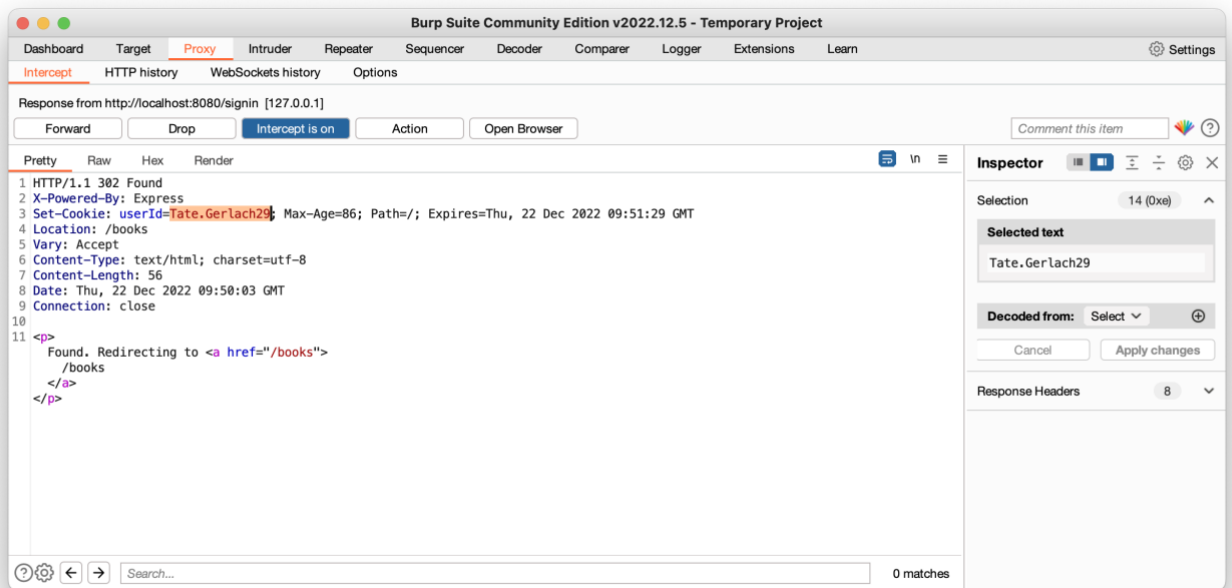 Burp Suite Community Edition v2022.12.5 - Temporary Project
Dashboard Target Proxy Intruder Repeater Sequencer Decoder Comparer Logger Extensions Learn Settings
Intercept HTTP history WebSockets history Options
Response from http://localhost:8080/signin [127.0.0.1]
Forward Drop Intercept is on Action Open Browser Comment this item
Pretty Raw Hex Render \n
1 HTTP/1.1 302 Found
2 X-Powered-By: Express
3 Set-Cookie: userId=Tate.Gerlach29; Max-Age=86; Path=/; Expires=Thu, 22 Dec 2022 09:51:29 GMT
4 Location: /books
5 Vary: Accept
6 Content-Type: text/html; charset=utf-8
7 Content-Length: 56
8 Date: Thu, 22 Dec 2022 09:50:03 GMT
9 Connection: close
10
11 <p>
Found. Redirecting to <a href="/books">
/books
</a>
</p>
Search... 0 matches
Inspector
Selection 14 (0xe)
Selected text
Tate.Gerlach29
Decoded from: Select
Cancel Apply changes
Response Headers 8